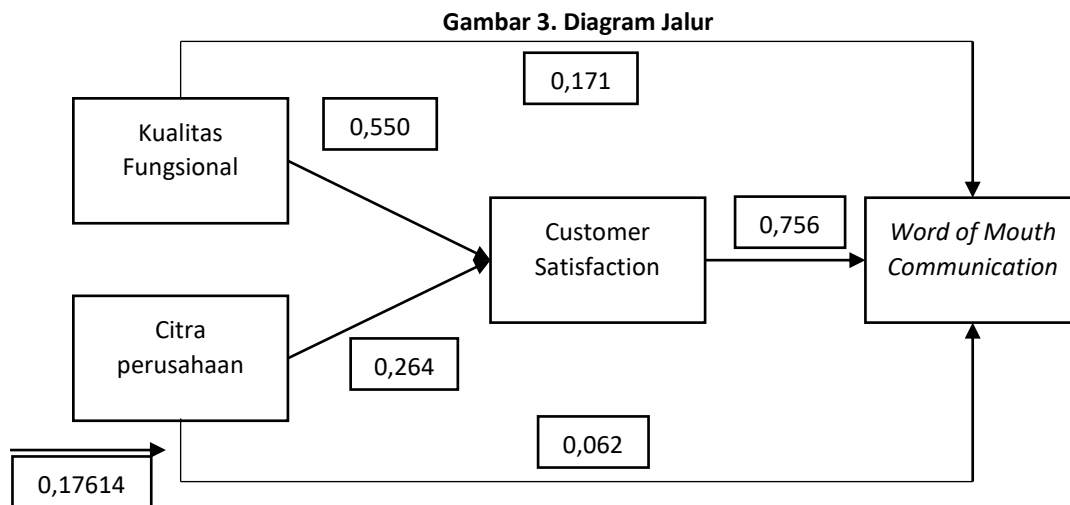 Gambar 3. Diagram Jalur
0,171
Kualitas
Fungsional
0,550
Customer
Satisfaction
0,756
Word of Mouth
Communication
Citra
perusahaan
0,264
0,062
0,17614